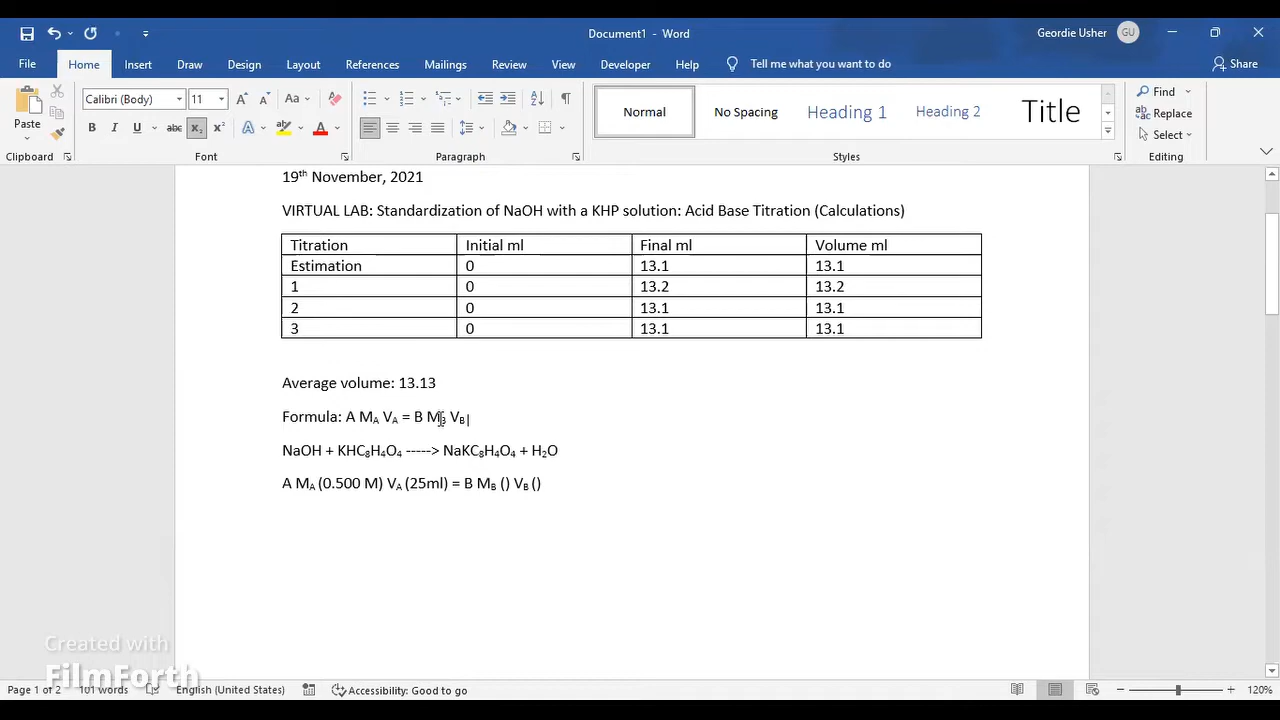 Document1 - Word
Geordie Usher GU
File Home Insert Draw Design Layout References Mailings Review View Developer Help Tell me what you want to do Share
Paste
Calibri (Body) 11 Aa
B I U abc x₂ x² A A
Normal No Spacing Heading 1 Heading 2 Title
Find
Replace
Select
Clipboard Font Paragraph Styles Editing
19th November, 2021
VIRTUAL LAB: Standardization of NaOH with a KHP solution: Acid Base Titration (Calculations)
Titration Initial ml Final ml Volume ml
Estimation 0 13.1 13.1
1 0 13.2 13.2
2 0 13.1 13.1
3 0 13.1 13.1
Average volume: 13.13
Formula: A MA VA = B MB VB
NaOH + KHC₈H₄O₄ -----> NaKC₈H₄O₄ + H₂O
A MA (0.500 M) VA (25ml) = B MB () VB ()
Created with
FilmForth
Page 1 of 2 101 words English (United States) Accessibility: Good to go 120%